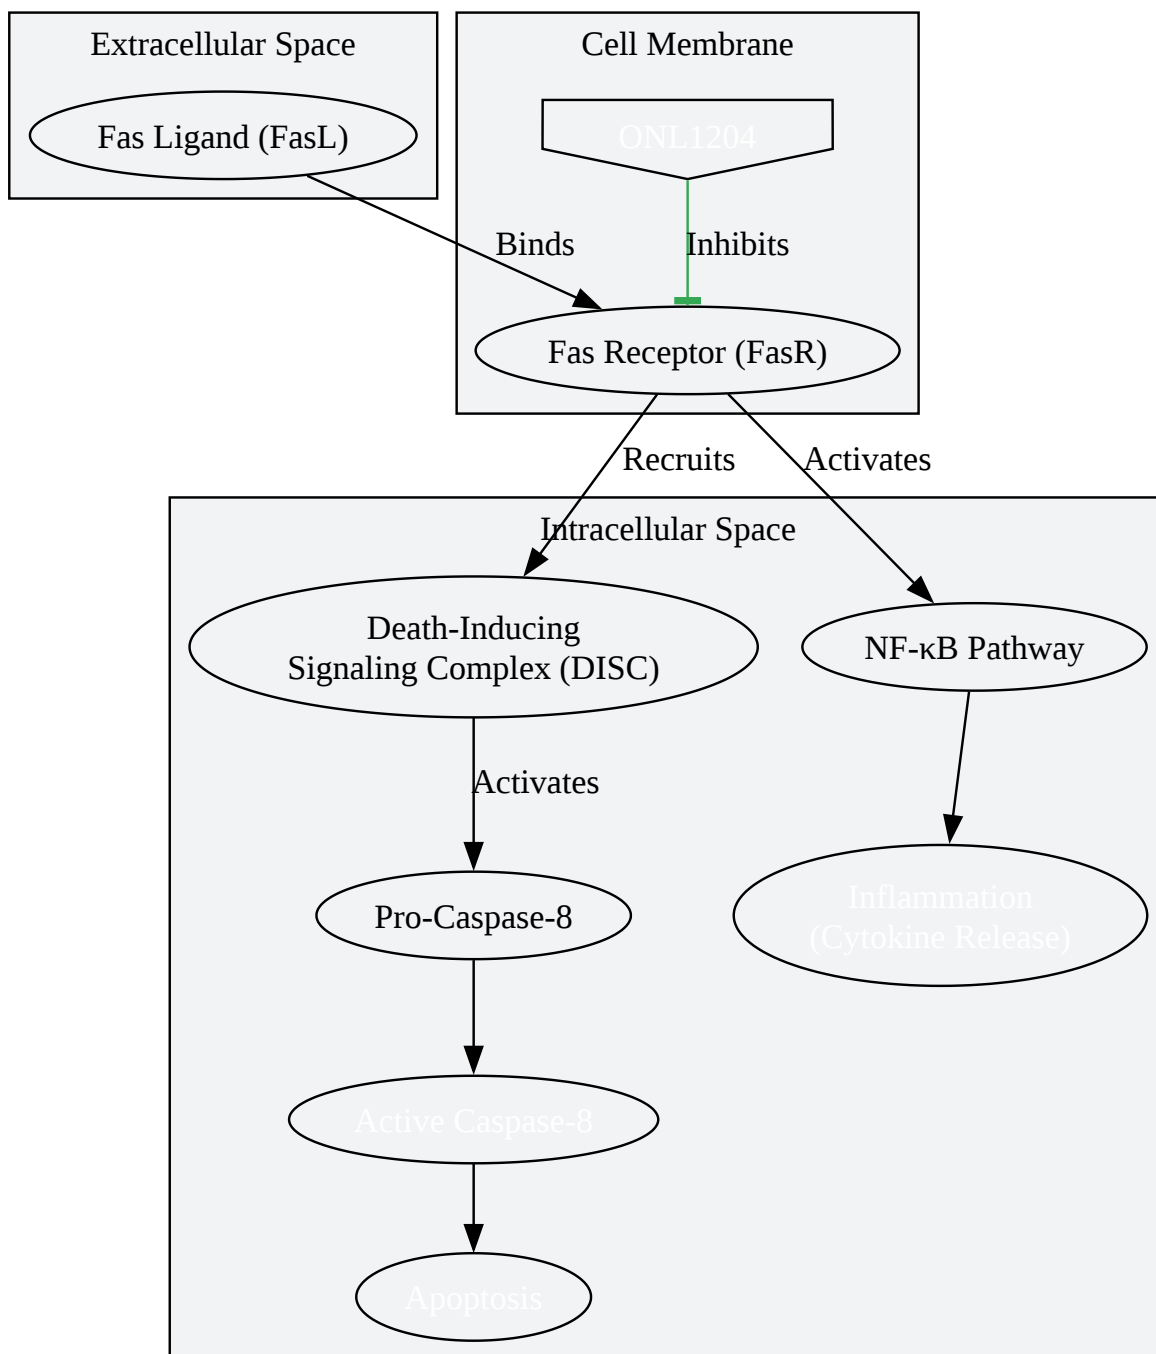 Extracellular Space
Cell Membrane
Fas Ligand (FasL)
ONL1204
Binds
Inhibits
Fas Receptor (FasR)
Recruits
Activates
Intracellular Space
Death-Inducing
Signaling Complex (DISC)
NF-κB Pathway
Activates
Pro-Caspase-8
Inflammation
(Cytokine Release)
Active Caspase-8
Apoptosis